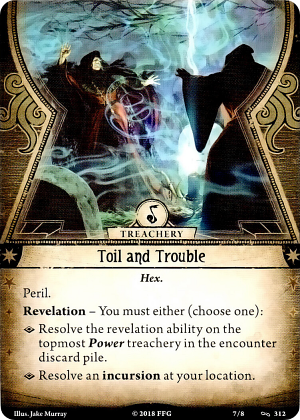 TREACHERY
Toil and Trouble
Hex.
Peril.
Revelation – You must either (choose one):
Resolve the revelation ability on the
topmost Power treachery in the encounter
discard pile.
Resolve an incursion at your location.
Illus. Jake Murray
© 2018 FFG
7/8
312